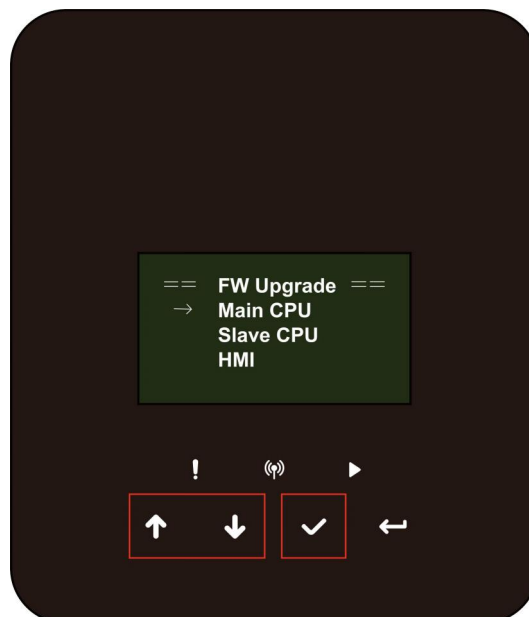 == FW Upgrade ==
→ Main CPU
Slave CPU
HMI